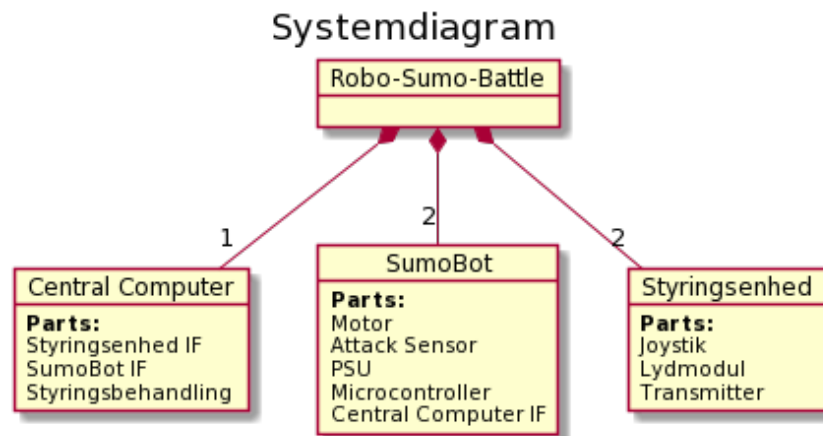 Systemdiagram
Robo-Sumo-Battle
1
2
2
Central Computer
Parts:
Styringsenhed IF
SumoBot IF
Styringsbehandling
SumoBot
Parts:
Motor
Attack Sensor
PSU
Microcontroller
Central Computer IF
Styringsenhed
Parts:
Joystik
Lydmodul
Transmitter